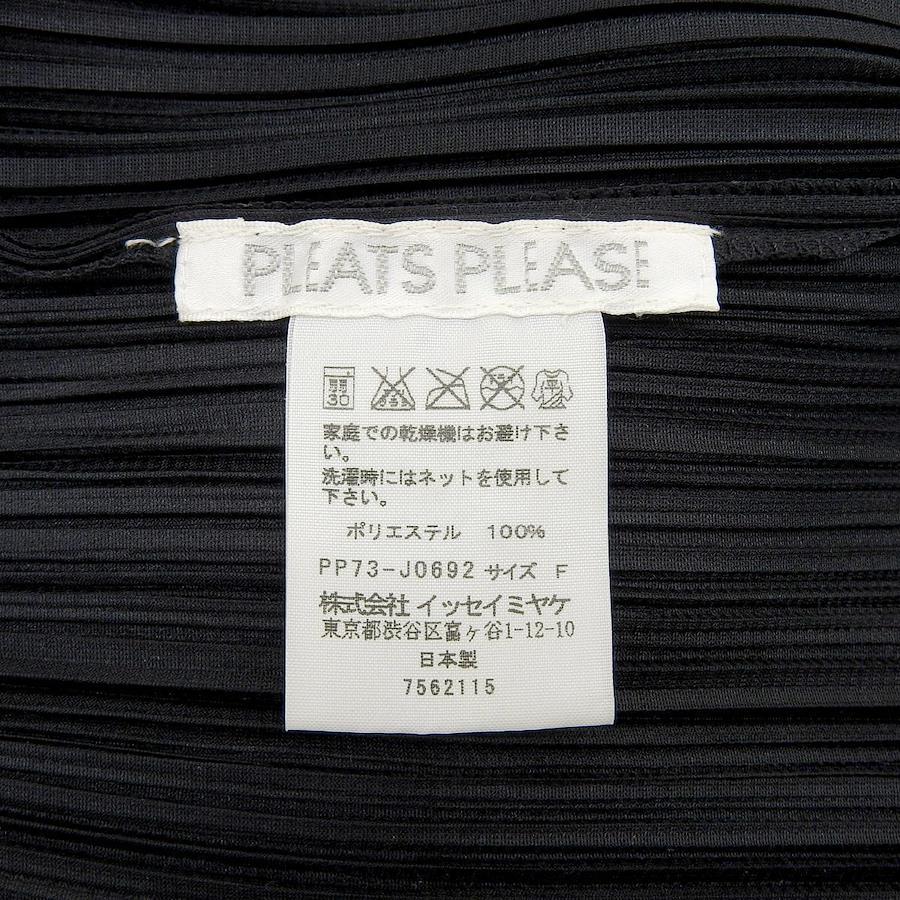 PLEATS PLEASE
弱
30
家庭での乾燥機はお避け下さ
い。
洗濯時にはネットを使用して
下さい。
ポリエステル 100%
PP73-J0692 サイズ F
株式会社 イッセイミヤケ
東京都渋谷区富ヶ谷1-12-10
日本製
7562115